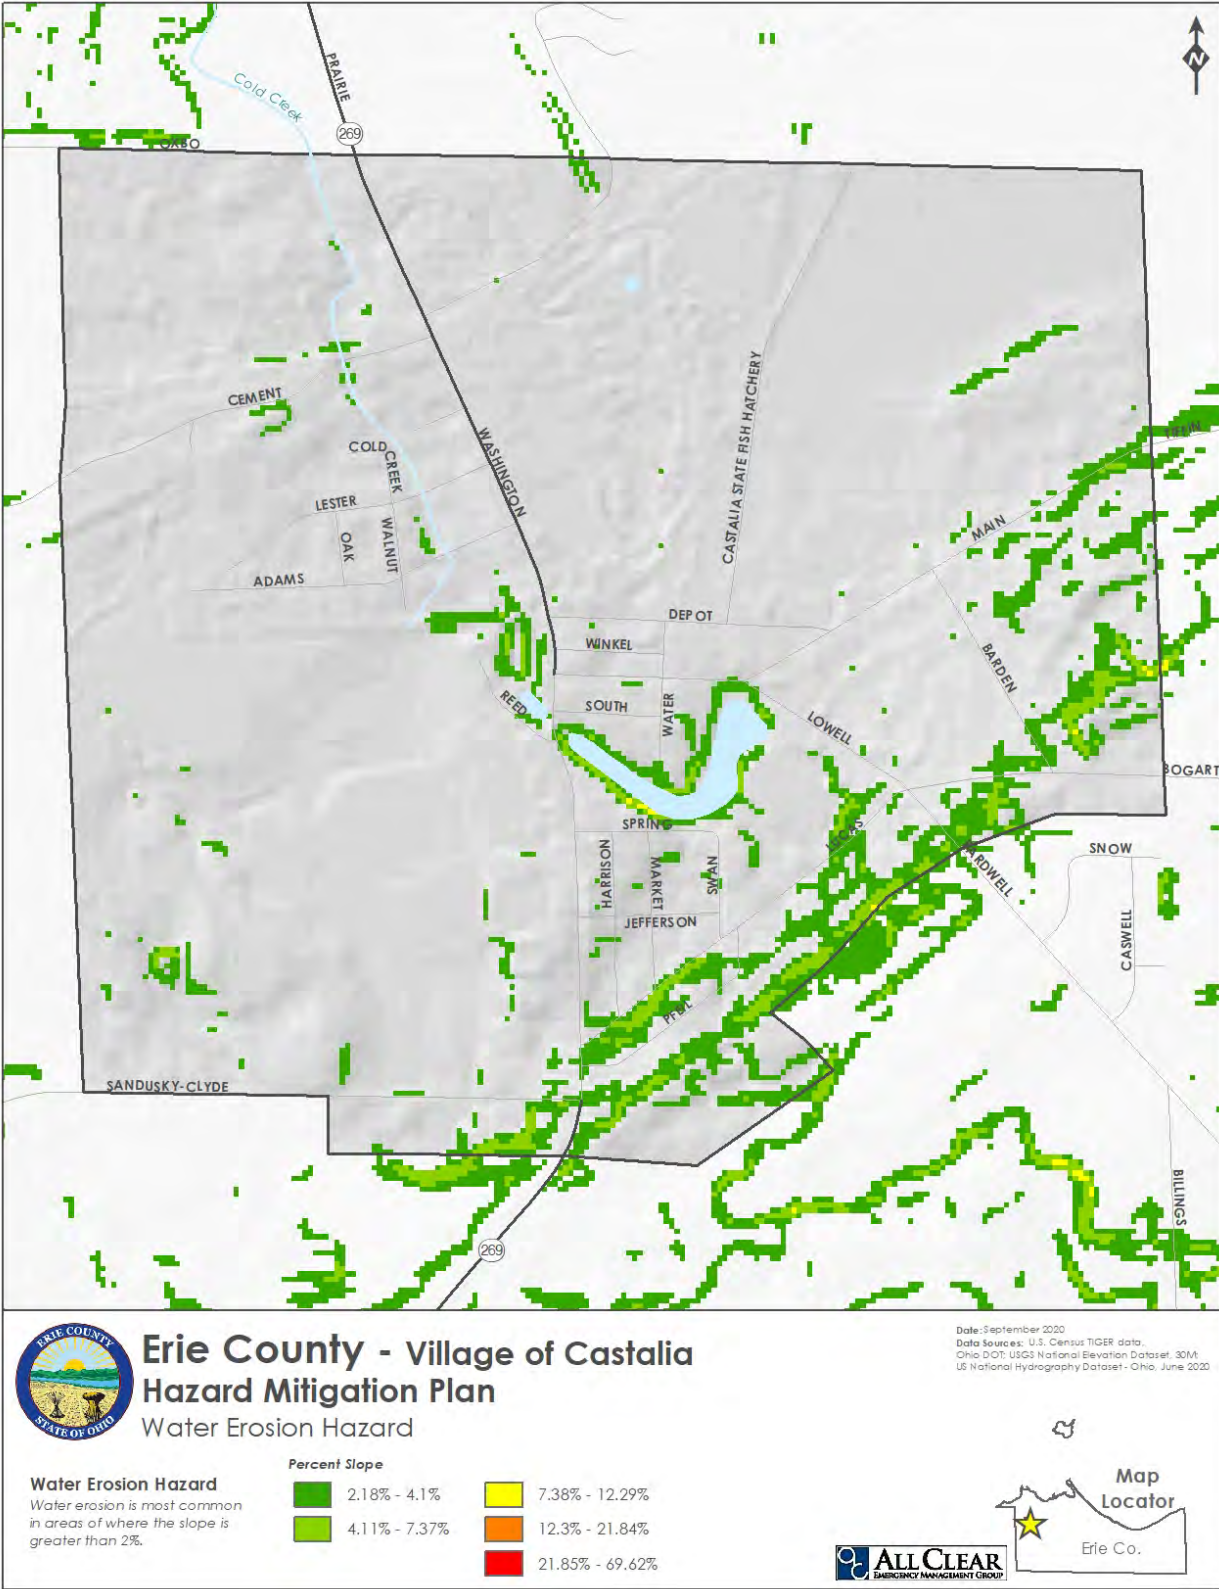 Cold Creek
PRAIRIE
269
N
OXBO
CEMENT
COLD
CREEK
WASHINGTON
CASTALIA STATE FISH HATCHERY
TIFFIN
LESTER
OAK
WALNUT
MAIN
ADAMS
DEPOT
WINKEL
BARDEN
REED
SOUTH
WATER
LOWELL
BOGART
SPRING
LUCAS
HARRISON
MARKET
SWAN
SNOW
BARDWELL
JEFFERSON
CASWELL
PFEIL
SANDUSKY-CLYDE
BILLINGS
269
ERIE COUNTY
STATE OF OHIO
Erie County - Village of Castalia
Hazard Mitigation Plan
Water Erosion Hazard
Date: September 2020
Data Sources: U.S. Census TIGER data,
Ohio DOT; USGS National Elevation Dataset, 30M;
US National Hydrography Dataset - Ohio, June 2020
Water Erosion Hazard
Water erosion is most common
in areas of where the slope is
greater than 2%.
Percent Slope
2.18% - 4.1%
4.11% - 7.37%
7.38% - 12.29%
12.3% - 21.84%
21.85% - 69.62%
ALL CLEAR
EMERGENCY MANAGEMENT GROUP
Map
Locator
Erie Co.